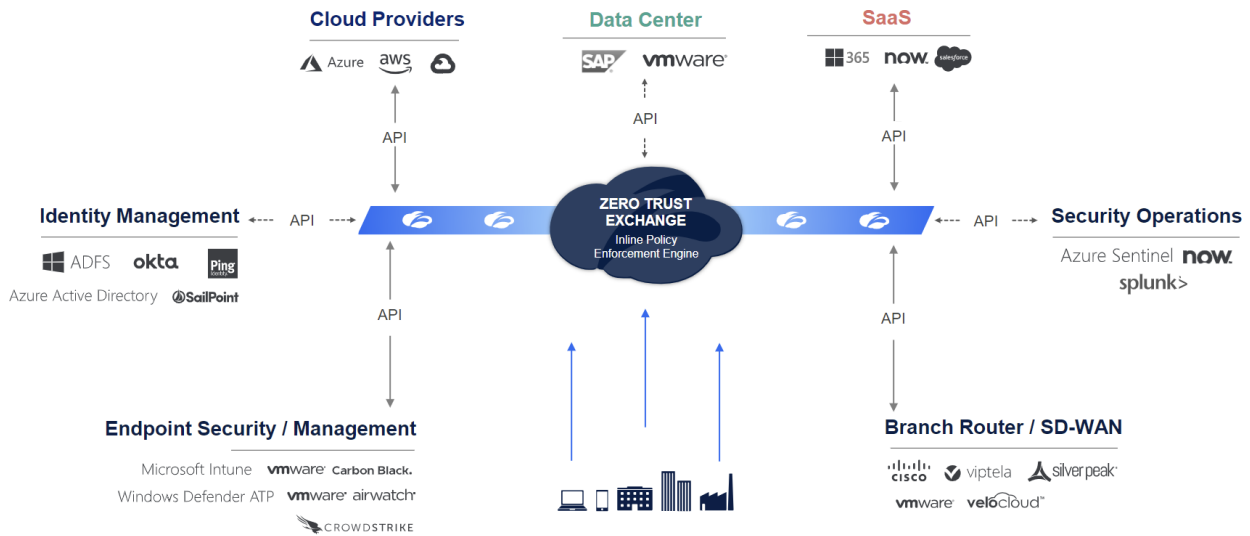 Cloud Providers
Azure aws
Data Center
SAP vmware®
SaaS
365 now. salesforce
API
API
API
Identity Management
API
ZERO TRUST
EXCHANGE
Inline Policy
Enforcement Engine
API
Security Operations
ADFS okta Ping Identity
Azure Active Directory SailPoint
Azure Sentinel now.
splunk>
API
API
Endpoint Security / Management
Microsoft Intune vmware® Carbon Black.
Windows Defender ATP vmware® airwatch®
CROWDSTRIKE
Branch Router / SD-WAN
CISCO viptela silver peak®
vmware® velocloud™